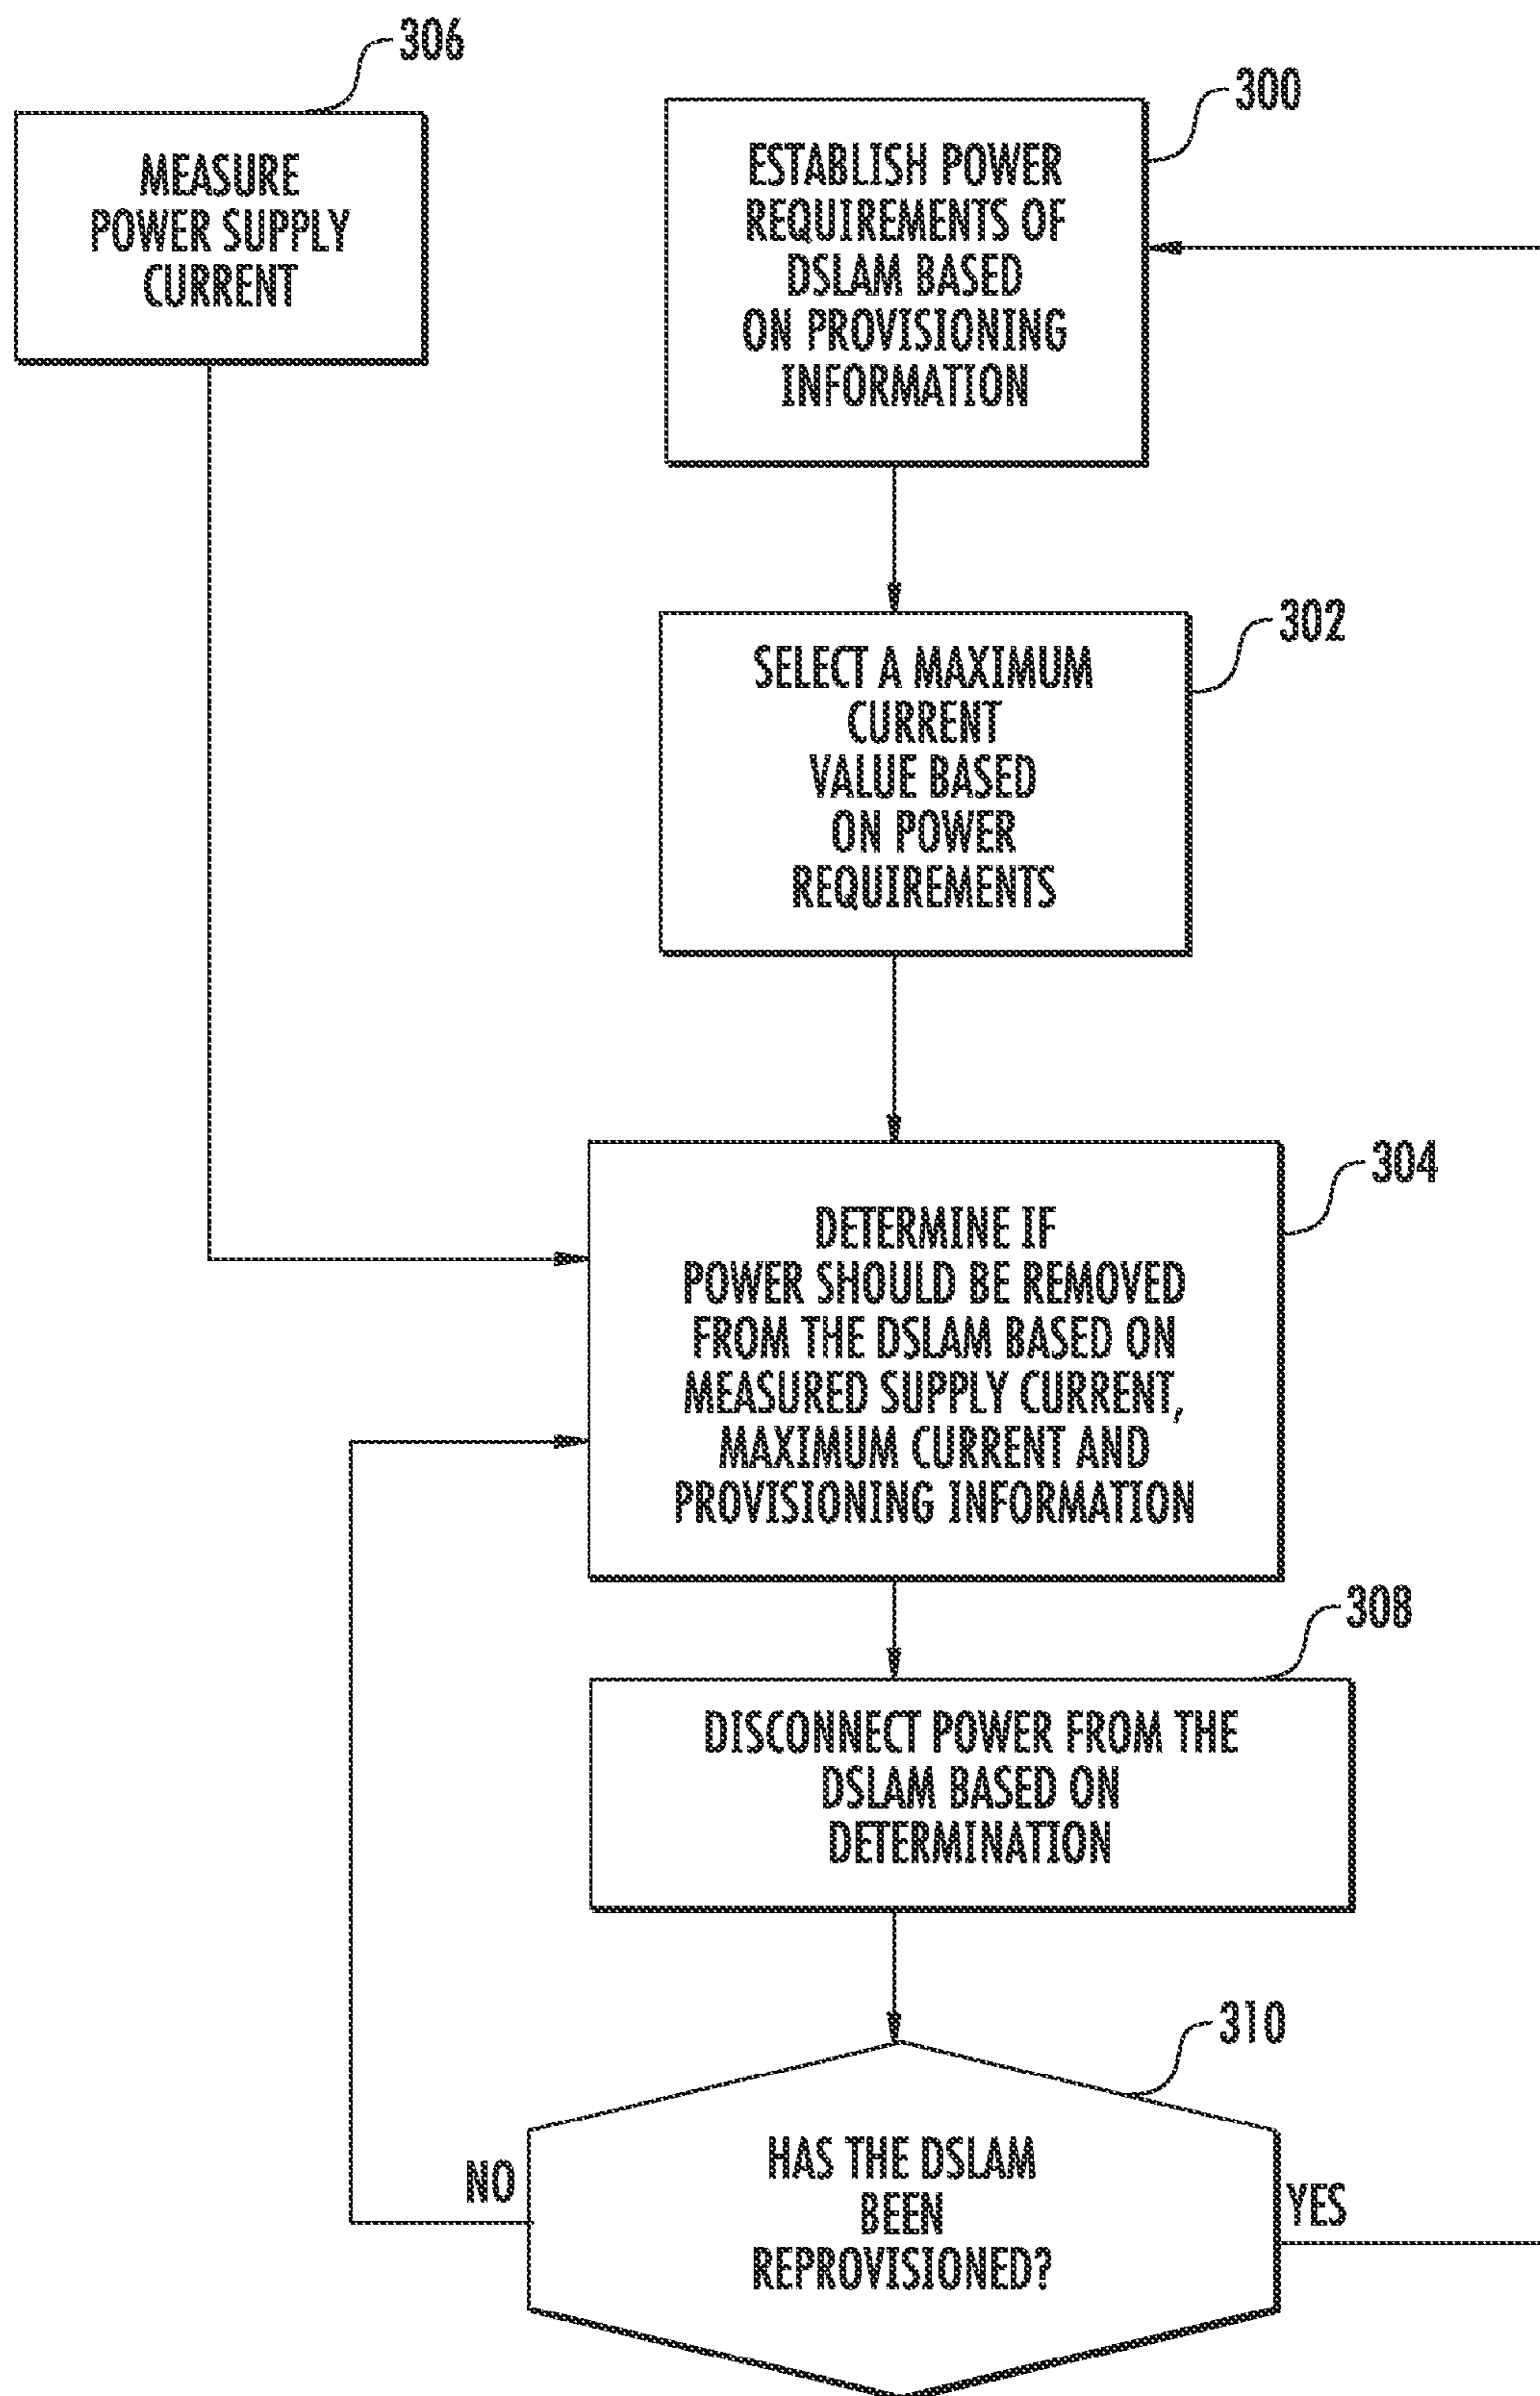 306
MEASURE
POWER SUPPLY
CURRENT
300
ESTABLISH POWER
REQUIREMENTS OF
DSLAM BASED
ON PROVISIONING
INFORMATION
302
SELECT A MAXIMUM
CURRENT
VALUE BASED
ON POWER
REQUIREMENTS
304
DETERMINE IF
POWER SHOULD BE REMOVED
FROM THE DSLAM BASED ON
MEASURED SUPPLY CURRENT,
MAXIMUM CURRENT AND
PROVISIONING INFORMATION
308
DISCONNECT POWER FROM THE
DSLAM BASED ON
DETERMINATION
310
HAS THE DSLAM
BEEN
REPROVISIONED?
NO
YES